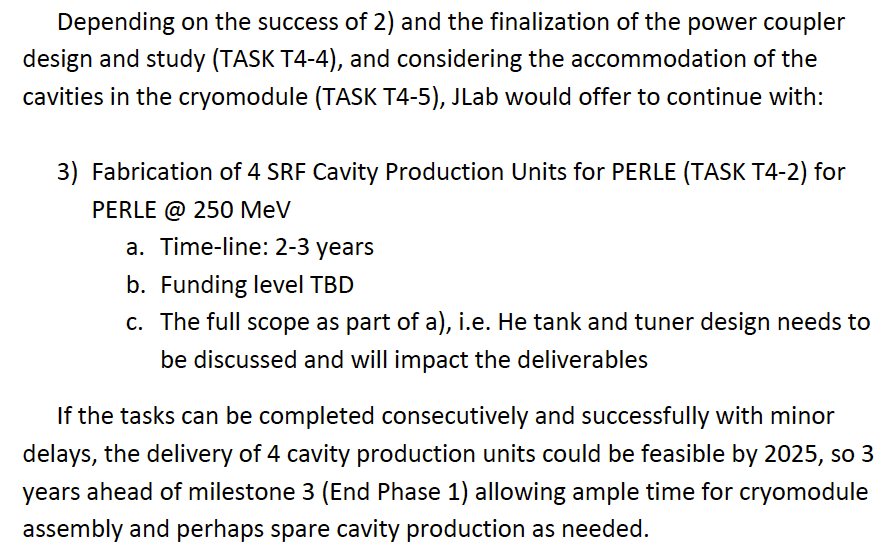 Depending on the success of 2) and the finalization of the power coupler
design and study (TASK T4-4), and considering the accommodation of the
cavities in the cryomodule (TASK T4-5), JLab would offer to continue with:
3) Fabrication of 4 SRF Cavity Production Units for PERLE (TASK T4-2) for
PERLE @ 250 MeV
a. Time-line: 2-3 years
b. Funding level TBD
c. The full scope as part of a), i.e. He tank and tuner design needs to
be discussed and will impact the deliverables
If the tasks can be completed consecutively and successfully with minor
delays, the delivery of 4 cavity production units could be feasible by 2025, so 3
years ahead of milestone 3 (End Phase 1) allowing ample time for cryomodule
assembly and perhaps spare cavity production as needed.